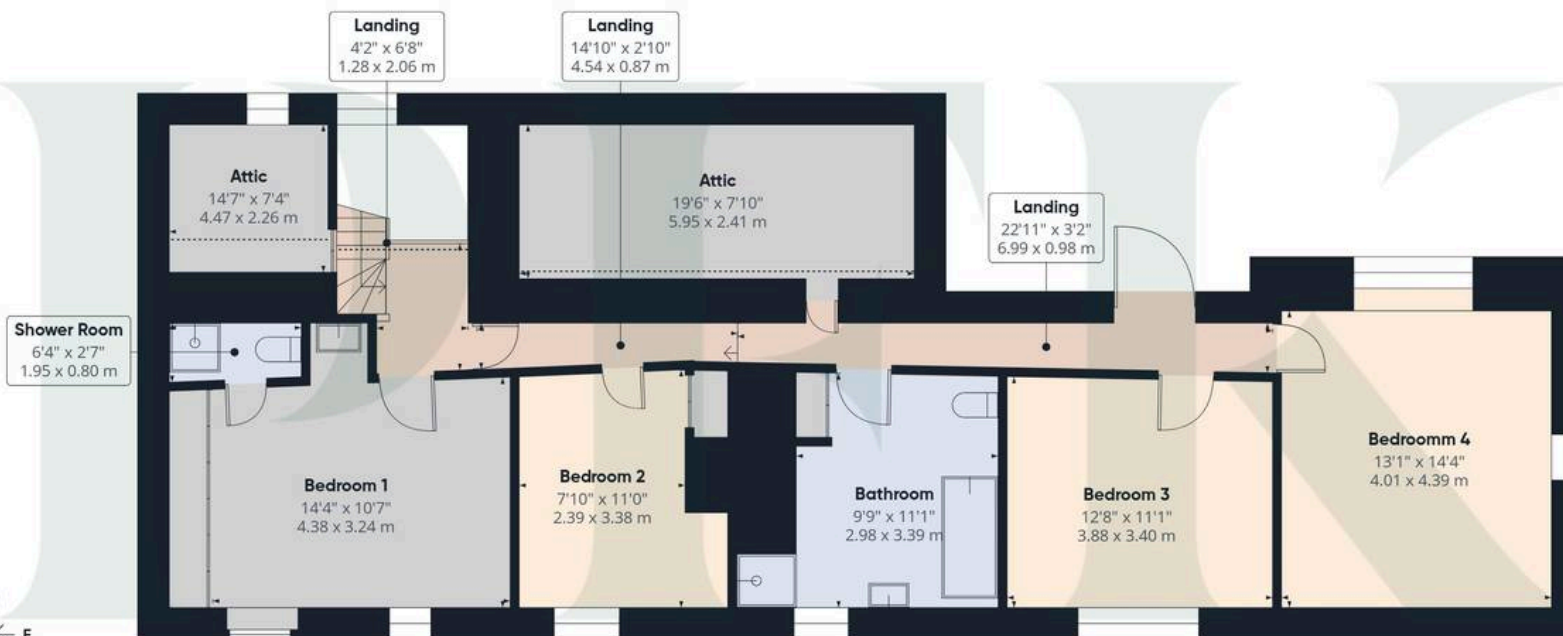 Landing
4'2" x 6'8"
1.28 x 2.06 m
Landing
14'10" x 2'10"
4.54 x 0.87 m
Attic
14'7" x 7'4"
4.47 x 2.26 m
Attic
19'6" x 7'10"
5.95 x 2.41 m
Landing
22'11" x 3'2"
6.99 x 0.98 m
Shower Room
6'4" x 2'7"
1.95 x 0.80 m
Bedroom 1
14'4" x 10'7"
4.38 x 3.24 m
Bedroom 2
7'10" x 11'0"
2.39 x 3.38 m
Bathroom
9'9" x 11'1"
2.98 x 3.39 m
Bedroom 3
12'8" x 11'1"
3.88 x 3.40 m
Bedroomm 4
13'1" x 14'4"
4.01 x 4.39 m